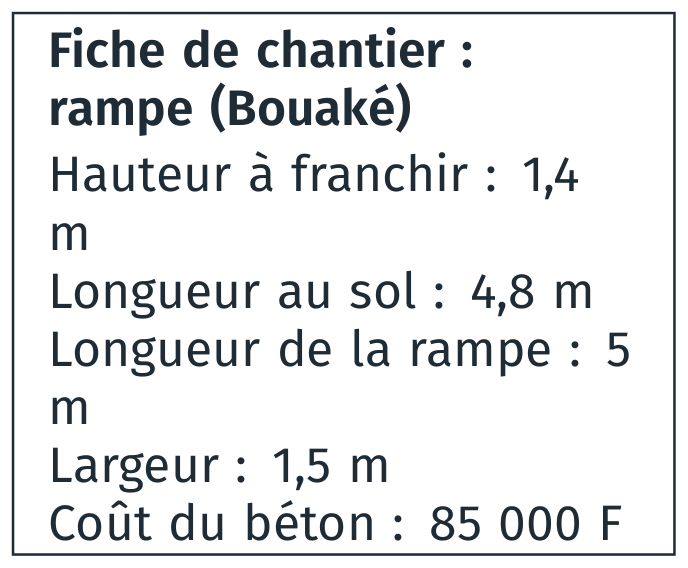 Fiche de chantier :
rampe (Bouaké)
Hauteur à franchir : 1,4
m
Longueur au sol : 4,8 m
Longueur de la rampe : 5
m
Largeur : 1,5 m
Coût du béton : 85 000 F